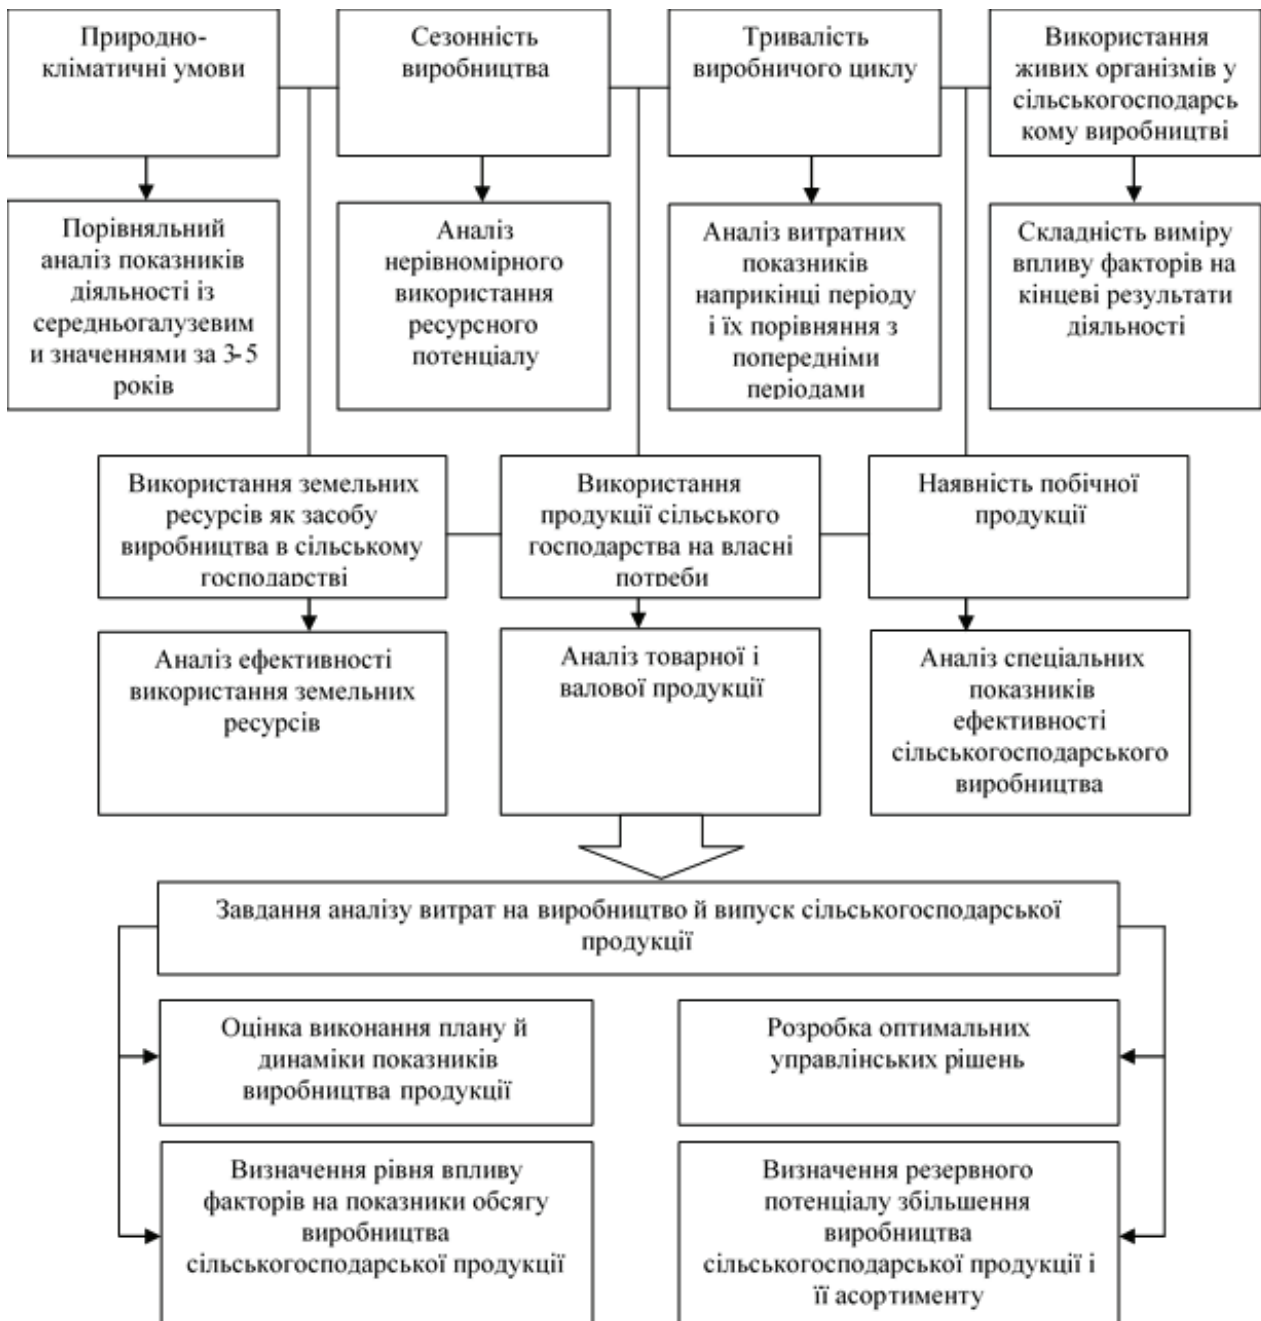 Природно-
кліматичні умови
Сезонність
виробництва
Тривалість
виробничого циклу
Використання
живих організмів у
сільськогосподарсь
кому виробництві
Порівняльний
аналіз показників
діяльності із
середньогалузевим
и значеннями за 3-5
років
Аналіз
нерівномірного
використання
ресурсного
потенціалу
Аналіз витратних
показників
наприкінці періоду
і їх порівняння з
попередніми
періодами
Складність виміру
впливу факторів на
кінцеві результати
діяльності
Використання земельних
ресурсів як засобу
виробництва в сільському
господарстві
Використання
продукції сільського
господарства на власні
потреби
Наявність побічної
продукції
Аналіз ефективності
використання земельних
ресурсів
Аналіз товарної і
валової продукції
Аналіз спеціальних
показників
ефективності
сільськогосподарського
виробництва
Завдання аналізу витрат на виробництво й випуск сільськогосподарської
продукції
Оцінка виконання плану й
динаміки показників
виробництва продукції
Розробка оптимальних
управлінських рішень
Визначення рівня впливу
факторів на показники обсягу
виробництва
сільськогосподарської продукції
Визначення резервного
потенціалу збільшення
виробництва
сільськогосподарської продукції і
її асортименту